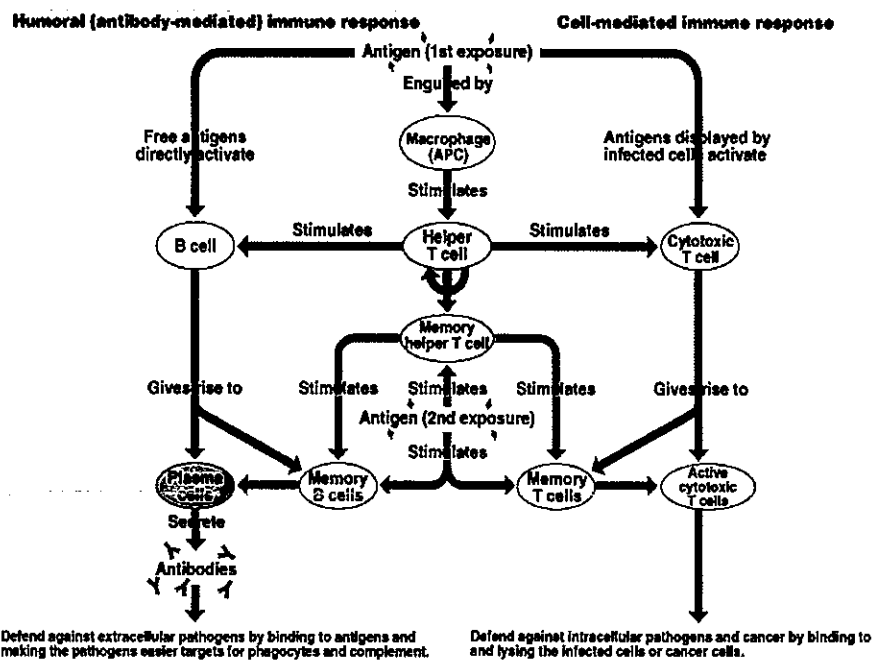 Humoral (antibody-mediated) immune response
Cell-mediated immune response
Antigen (1st exposure)
Engulfed by
Free antigens
directly activate
Macrophage
(APC)
Antigens displayed by
infected cells activate
Stimulates
B cell
Stimulates
Helper
T cell
Stimulates
Cytotoxic
T cell
Memory
helper T cell
Gives rise to
Stimulates
Stimulates
Stimulates
Gives rise to
Antigen (2nd exposure)
Stimulates
Plasma
cells
Memory
B cells
Memory
T cells
Active
cytotoxic
T cells
Secrete
Antibodies
Defend against extracellular pathogens by binding to antigens and
making the pathogens easier targets for phagocytes and complement.
Defend against intracellular pathogens and cancer by binding to
and lysing the infected cells or cancer cells.